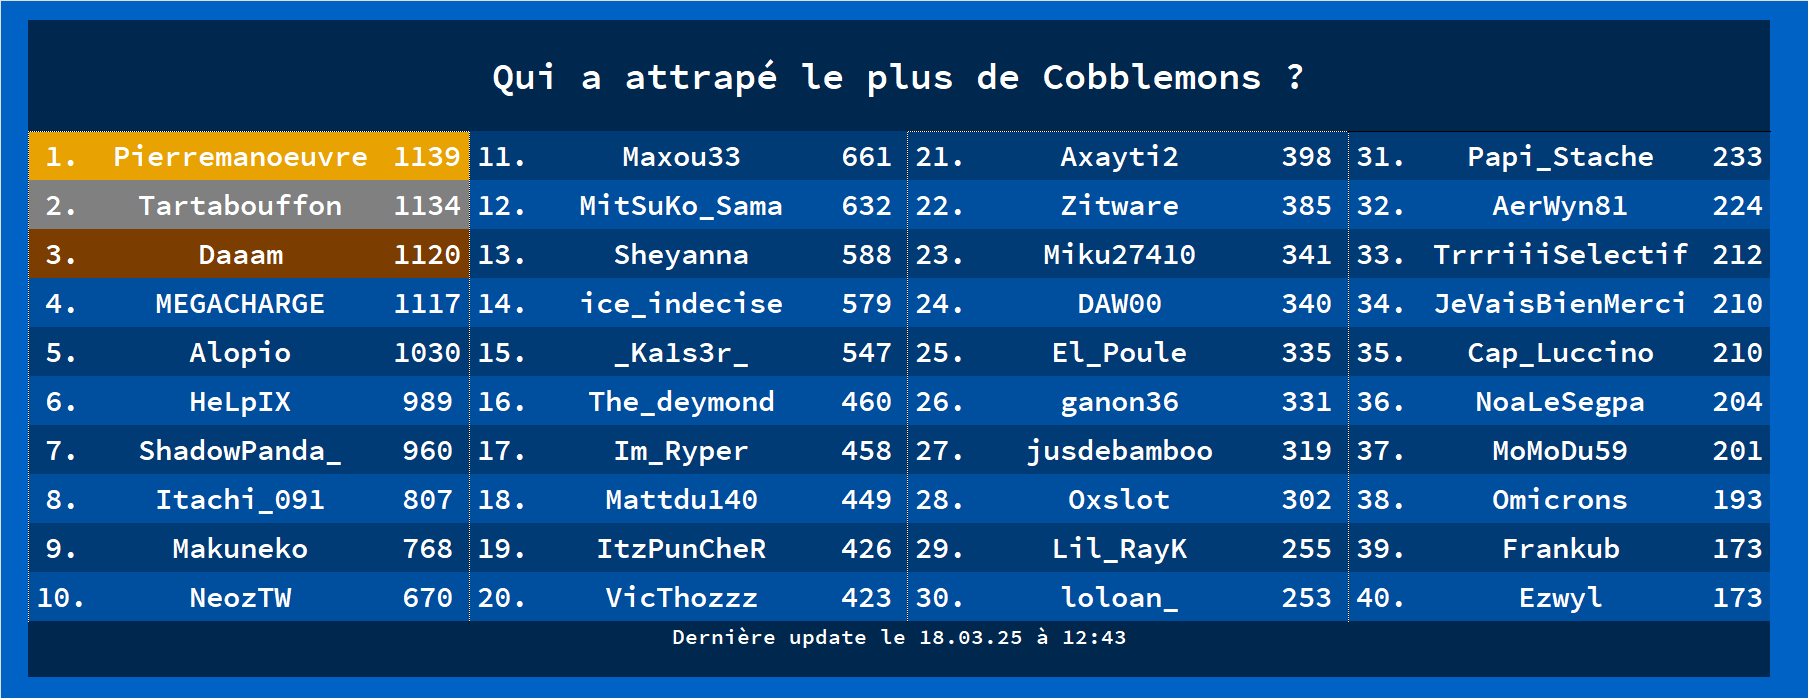 Qui a attrapé le plus de Cobblemons ?
1. Pierremanoeuvre 1139 11. Maxou33 661 21. Axayti2 398 31. Papi_Stache 233
2. Tartabouffon 1134 12. MitSuKo_Sama 632 22. Zitware 385 32. AerWyn81 224
3. Daaam 1120 13. Sheyanna 588 23. Miku27410 341 33. TrrriiiSelectif 212
4. MEGACHARGE 1117 14. ice_indecise 579 24. DAW00 340 34. JeVaisBienMerci 210
5. Alopio 1030 15. _Ka1s3r_ 547 25. El_Poule 335 35. Cap_Luccino 210
6. HeLpIX 989 16. The_deymond 460 26. ganon36 331 36. NoaLeSegpa 204
7. ShadowPanda_ 960 17. Im_Ryper 458 27. jusdebamboo 319 37. MoMoDu59 201
8. Itachi_091 807 18. Mattdu140 449 28. Oxslot 302 38. Omicrons 193
9. Makuneko 768 19. ItzPunCheR 426 29. Lil_RayK 255 39. Frankub 173
10. NeozTW 670 20. VicThozzz 423 30. loloan_ 253 40. Ezwyl 173
Dernière update le 18.03.25 à 12:43